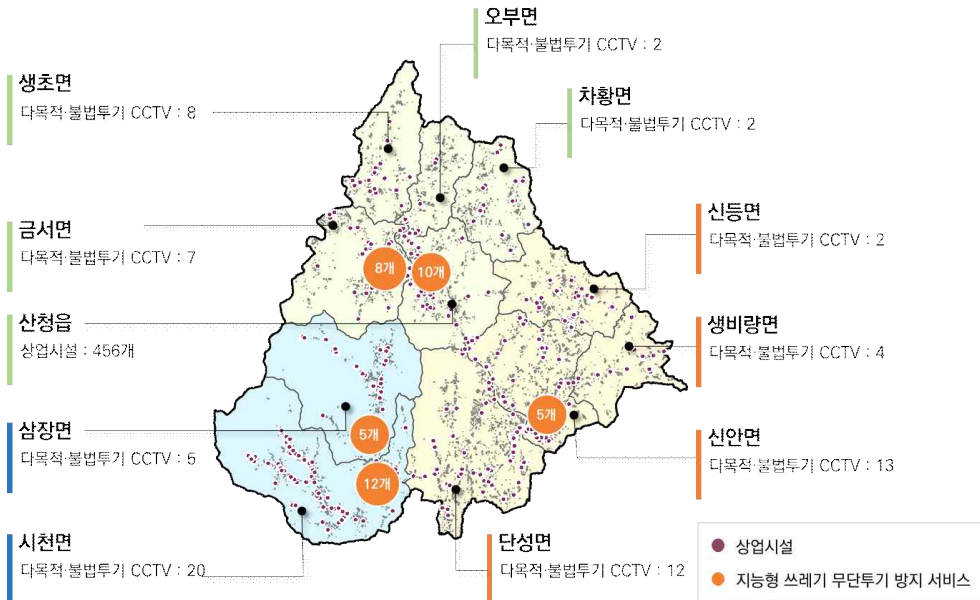 오부면
다목적·불법투기 CCTV : 2
생초면
다목적·불법투기 CCTV : 8
차황면
다목적·불법투기 CCTV : 2
금서면
다목적·불법투기 CCTV : 7
신등면
다목적·불법투기 CCTV : 2
8개
10개
산청읍
상업시설 : 456개
생비량면
다목적·불법투기 CCTV : 4
삼장면
다목적·불법투기 CCTV : 5
5개
5개
12개
신안면
다목적·불법투기 CCTV : 13
시천면
다목적·불법투기 CCTV : 20
단성면
다목적·불법투기 CCTV : 12
상업시설
지능형 쓰레기 무단투기 방지 서비스